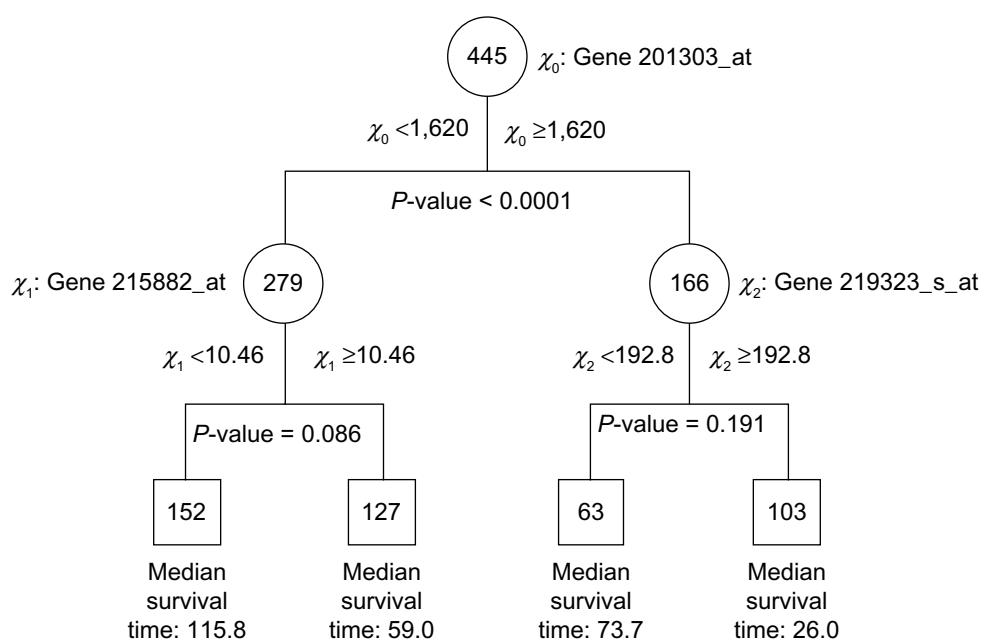 445
χ₀: Gene 201303_at
χ₀ <1,620
χ₀ ≥1,620
P-value < 0.0001
χ₁: Gene 215882_at
279
166
χ₂: Gene 219323_s_at
χ₁ <10.46
χ₁ ≥10.46
χ₂ <192.8
χ₂ ≥192.8
P-value = 0.086
P-value = 0.191
152
127
63
103
Median
survival
time: 115.8
Median
survival
time: 59.0
Median
survival
time: 73.7
Median
survival
time: 26.0